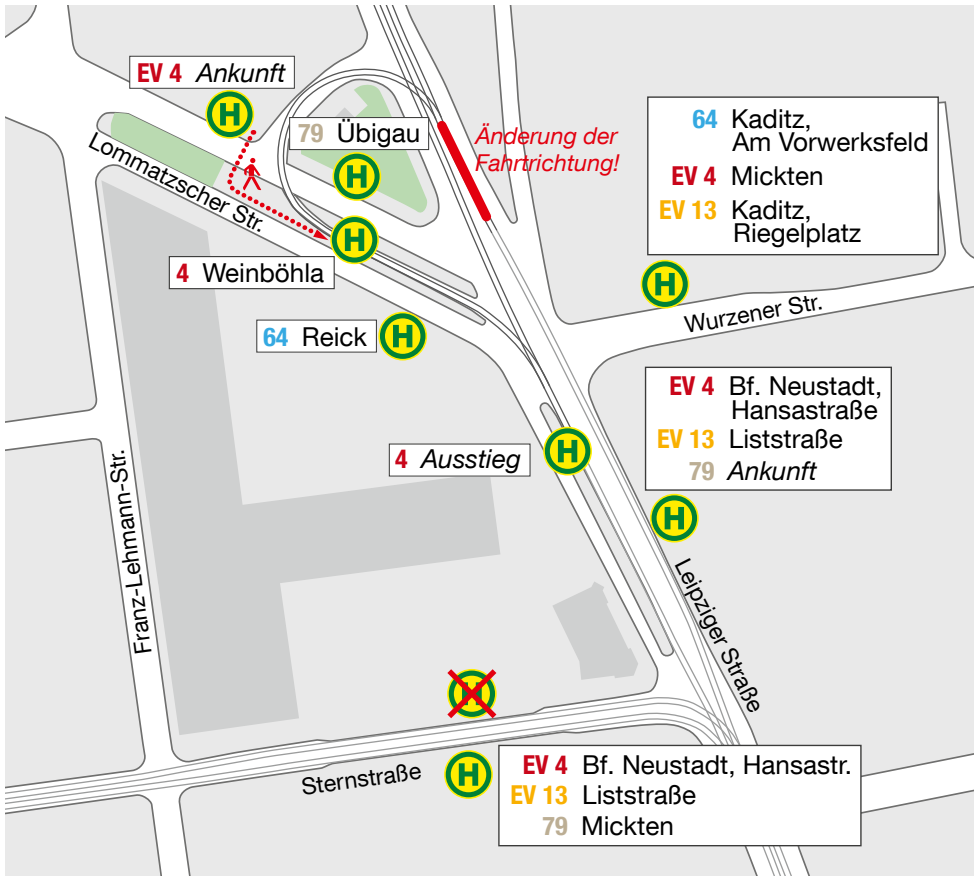 EV 4 Ankunft
79 Übigau
Änderung der
Fahrtrichtung!
64 Kaditz,
Am Vorwerksfeld
EV 4 Mickten
EV 13 Kaditz,
Riegelplatz
Lommatzscher Str.
H
H
H
4 Weinböhla
H
Wurzener Str.
64 Reick
H
EV 4 Bf. Neustadt,
Hansastraße
EV 13 Liststraße
79 Ankunft
4 Ausstieg
H
H
Franz-Lehmann-Str.
Leipziger Straße
H
Sternstraße
H
EV 4 Bf. Neustadt, Hansastr.
EV 13 Liststraße
79 Mickten